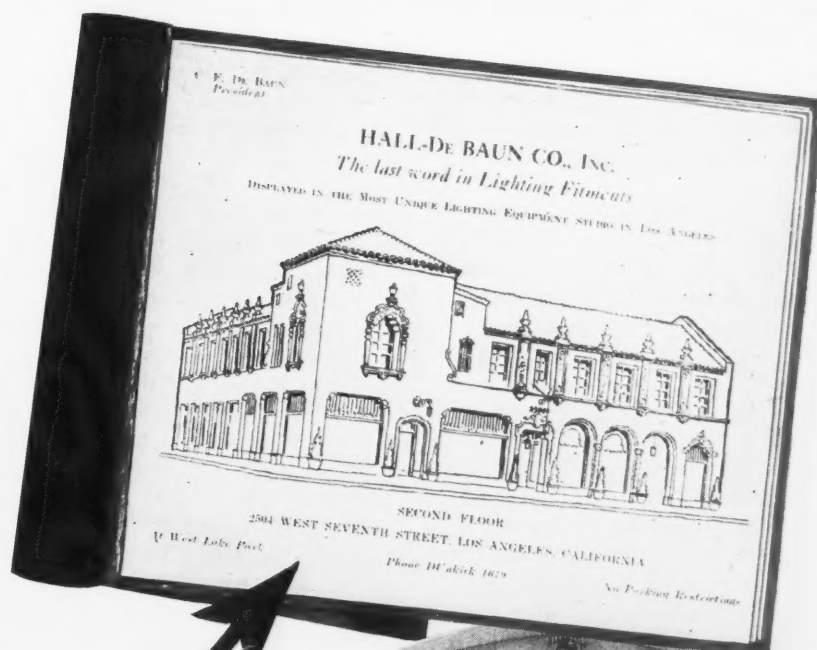 E. DE BAUN
President
HALL-DE BAUN CO., INC.
The last word in Lighting Fitments
DISPLAYED IN THE MOST UNIQUE LIGHTING EQUIPMENT STUDIO IN LOS ANGELES
SECOND FLOOR
2504 WEST SEVENTH STREET, LOS ANGELES, CALIFORNIA
At West Lake Park
Phone DUnkirk 1679
No Parking Restrictions